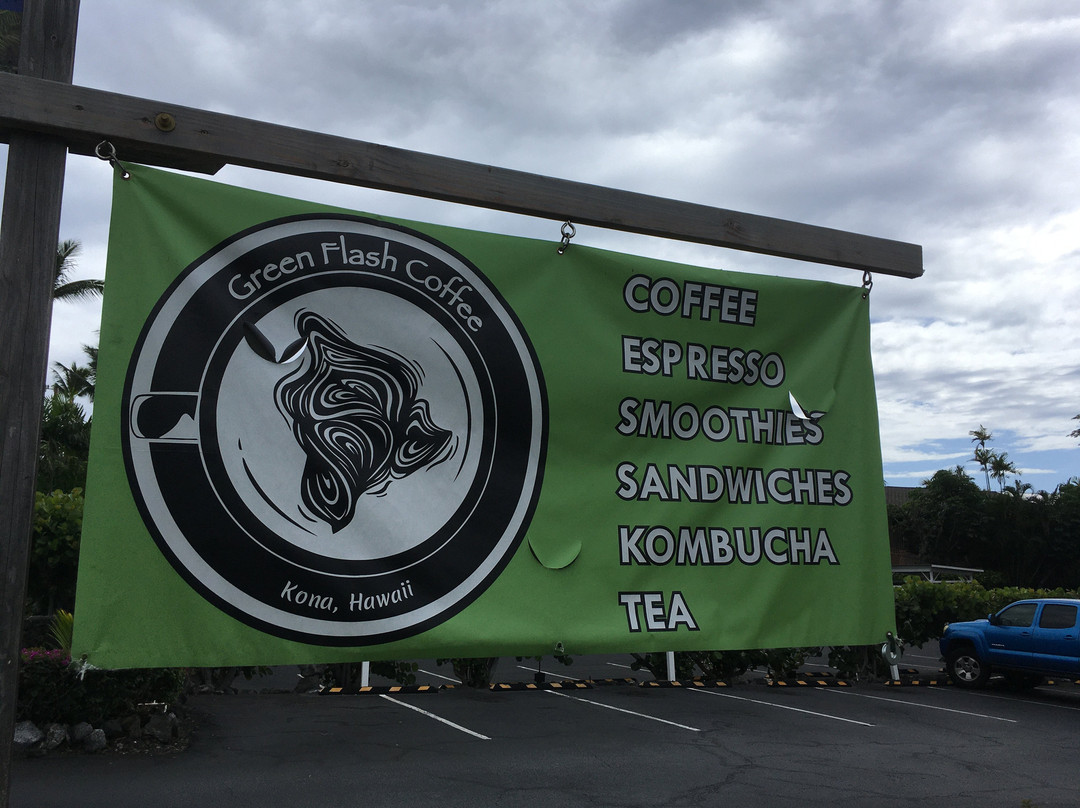 Green Flash Coffee
Kona, Hawaii
COFFEE
ESPRESSO
SMOOTHIES
SANDWICHES
KOMBUCHA
TEA